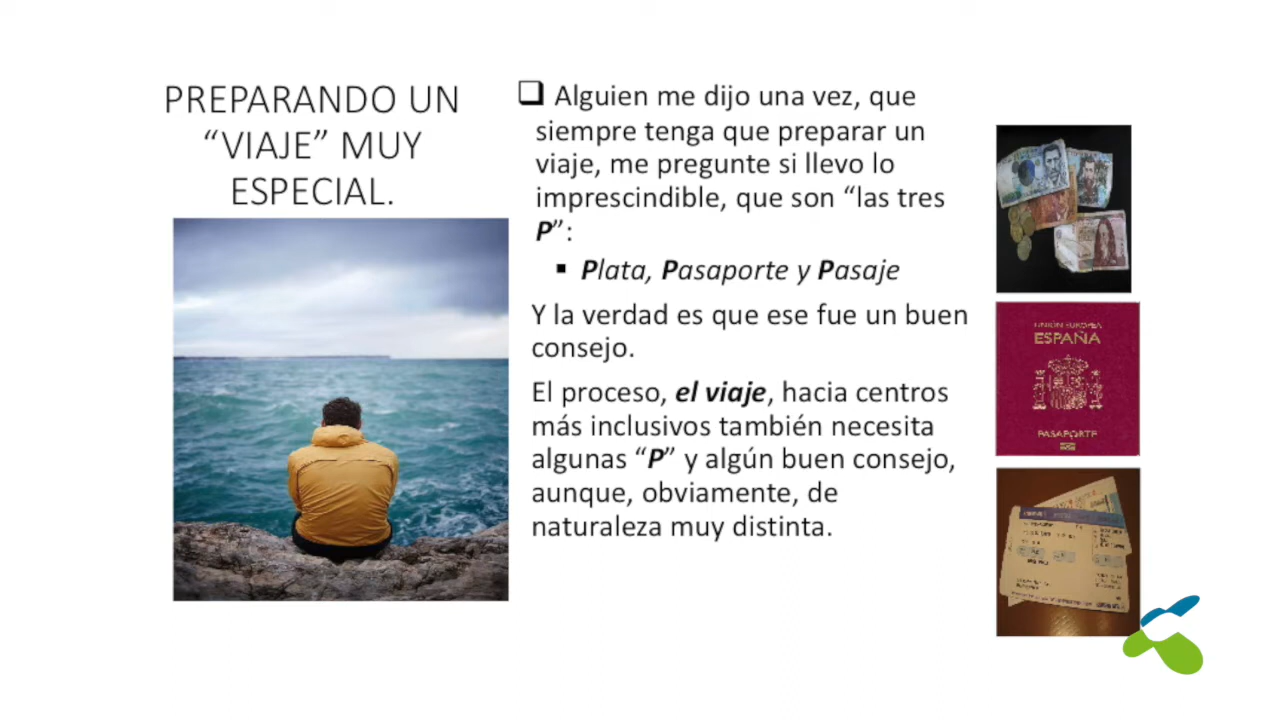 PREPARANDO UN
“VIAJE” MUY
ESPECIAL.
❑ Alguien me dijo una vez, que
siempre tenga que preparar un
viaje, me pregunte si llevo lo
imprescindible, que son “las tres
P”:
▪ Plata, Pasaporte y Pasaje
Y la verdad es que ese fue un buen
consejo.
El proceso, el viaje, hacia centros
más inclusivos también necesita
algunas “P” y algún buen consejo,
aunque, obviamente, de
naturaleza muy distinta.
UNIÓN EUROPEA
ESPAÑA
PASAPORTE